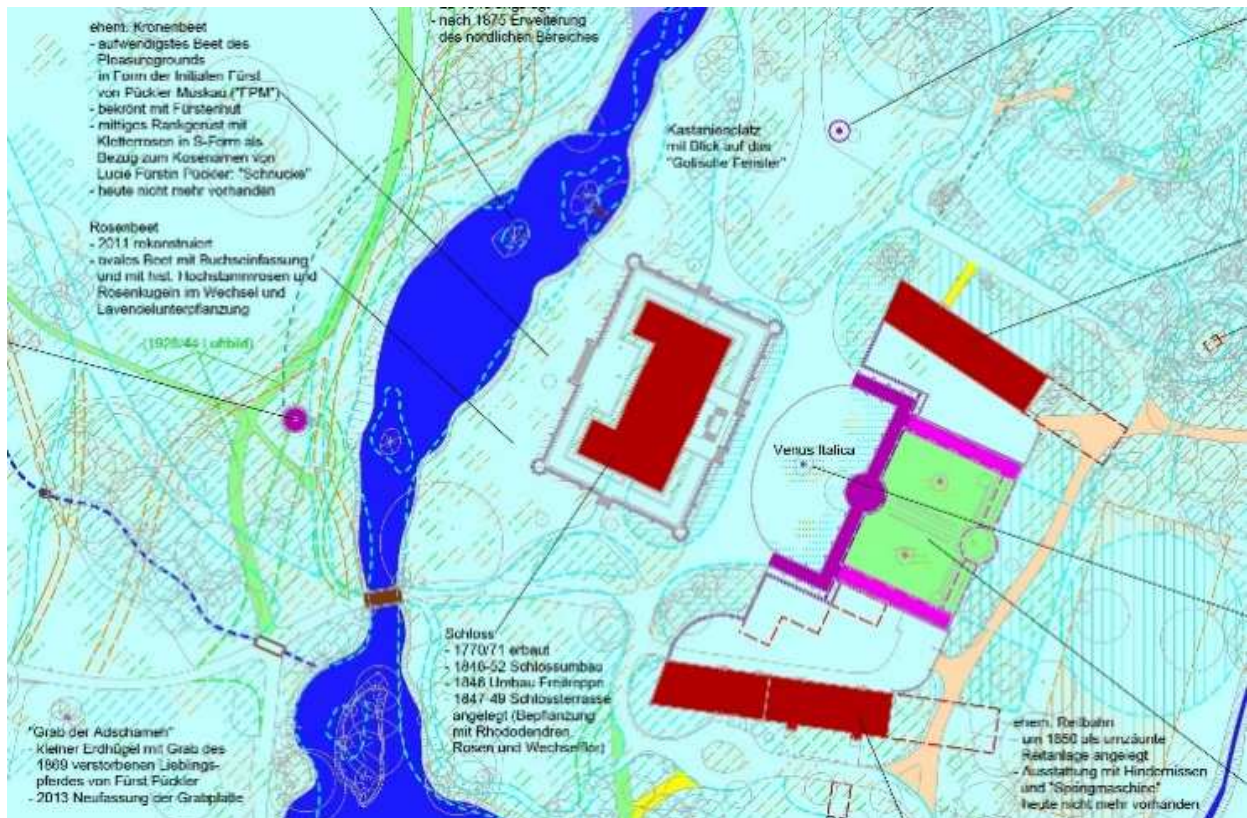 ehem. Kronenbeet
- aufwendigstes Beet des
Pleasuregrounds
in Form der Initialen Fürst
von Pückler Muskau ("FPM")
- bekrönt mit Fürstenhut
- mittiges Rankgerüst mit
Kletterrosen in S-Form als
Bezug zum Kosenamen von
Lucie Fürstin Pückler: "Schnucke"
- heute nicht mehr vorhanden
- nach 1875 Erweiterung
des nördlichen Bereiches
Kastanienplatz
mit Blick auf das
"Gotische Fenster"
Rosenbeet
- 2011 rekonstruiert
- ovales Beet mit Buchseinfassung
und mit hist. Hochstammrosen und
Rosenkugeln im Wechsel und
Lavendelunterpflanzung
(1928/44 Luftbild)
Venus Italica
Schloss
- 1770/71 erbaut
- 1846-52 Schlossumbau
- 1848 Umbau Freitreppe
1847-49 Schlossterrasse
angelegt (Bepflanzung
mit Rhododendren,
Rosen und Wechselflor)
"Grab der Adschameh"
- kleiner Erdhügel mit Grab des
1869 verstorbenen Lieblings-
pferdes von Fürst Pückler
- 2013 Neufassung der Grabplatte
ehem. Reitbahn
- um 1850 als umzäunte
Reitanlage angelegt
- Ausstattung mit Hindernissen
und "Springmaschine"
heute nicht mehr vorhanden